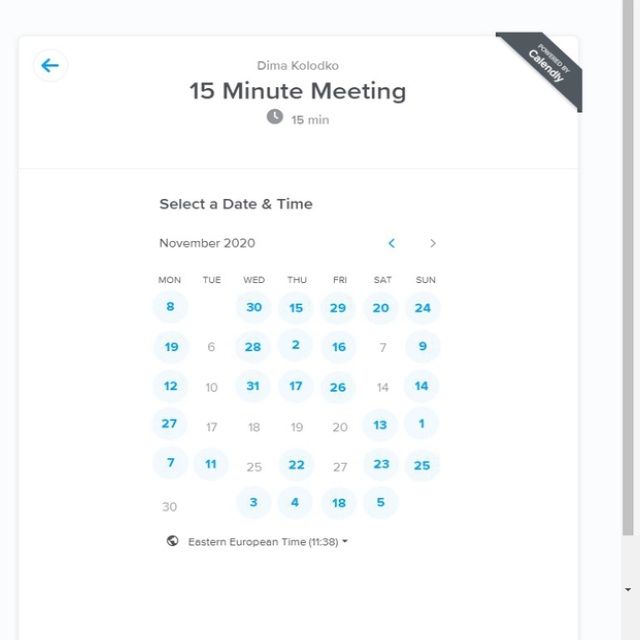 POWERED BY
Calendly
Dima Kolodko
15 Minute Meeting
15 min
Select a Date & Time
November 2020
MON TUE WED THU FRI SAT SUN
8 30 15 29 20 24
19 6 28 2 16 7 9
12 10 31 17 26 14 14
27 17 18 19 20 13 1
7 11 25 22 27 23 25
30 3 4 18 5
Eastern European Time (11:38)